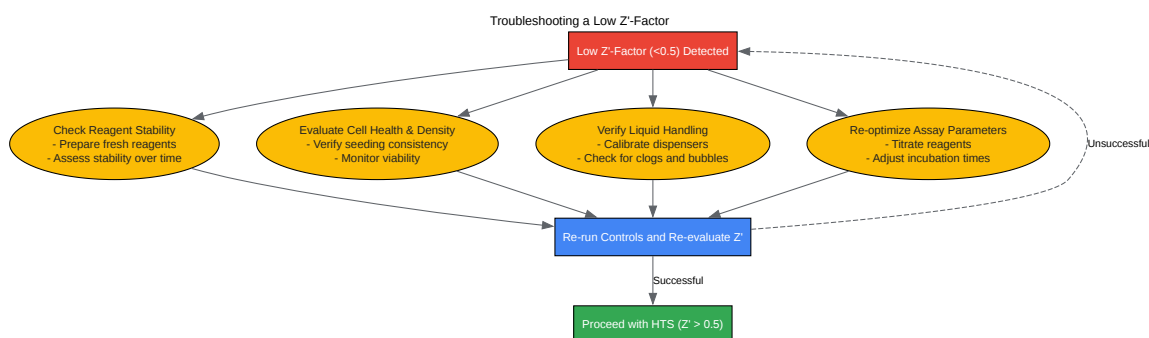 Troubleshooting a Low Z'-Factor
Low Z'-Factor (<0.5) Detected
Check Reagent Stability
- Prepare fresh reagents
- Assess stability over time
Evaluate Cell Health & Density
- Verify seeding consistency
- Monitor viability
Verify Liquid Handling
- Calibrate dispensers
- Check for clogs and bubbles
Re-optimize Assay Parameters
- Titrate reagents
- Adjust incubation times
Unsuccessful
Re-run Controls and Re-evaluate Z'
Successful
Proceed with HTS (Z' > 0.5)